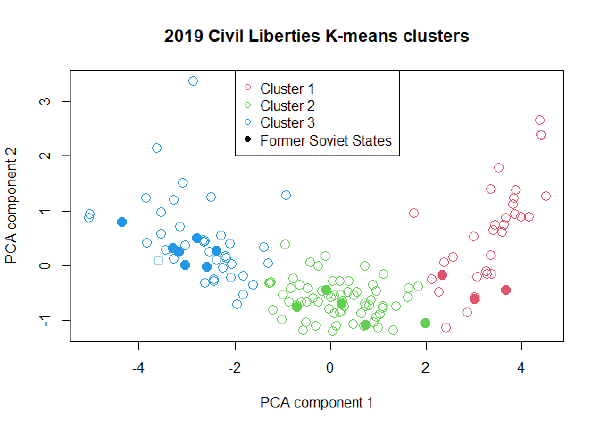 2019 Civil Liberties K-means clusters
Cluster 1
Cluster 2
Cluster 3
Former Soviet States
PCA component 2
3
2
1
0
-1
-4
-2
0
2
4
PCA component 1